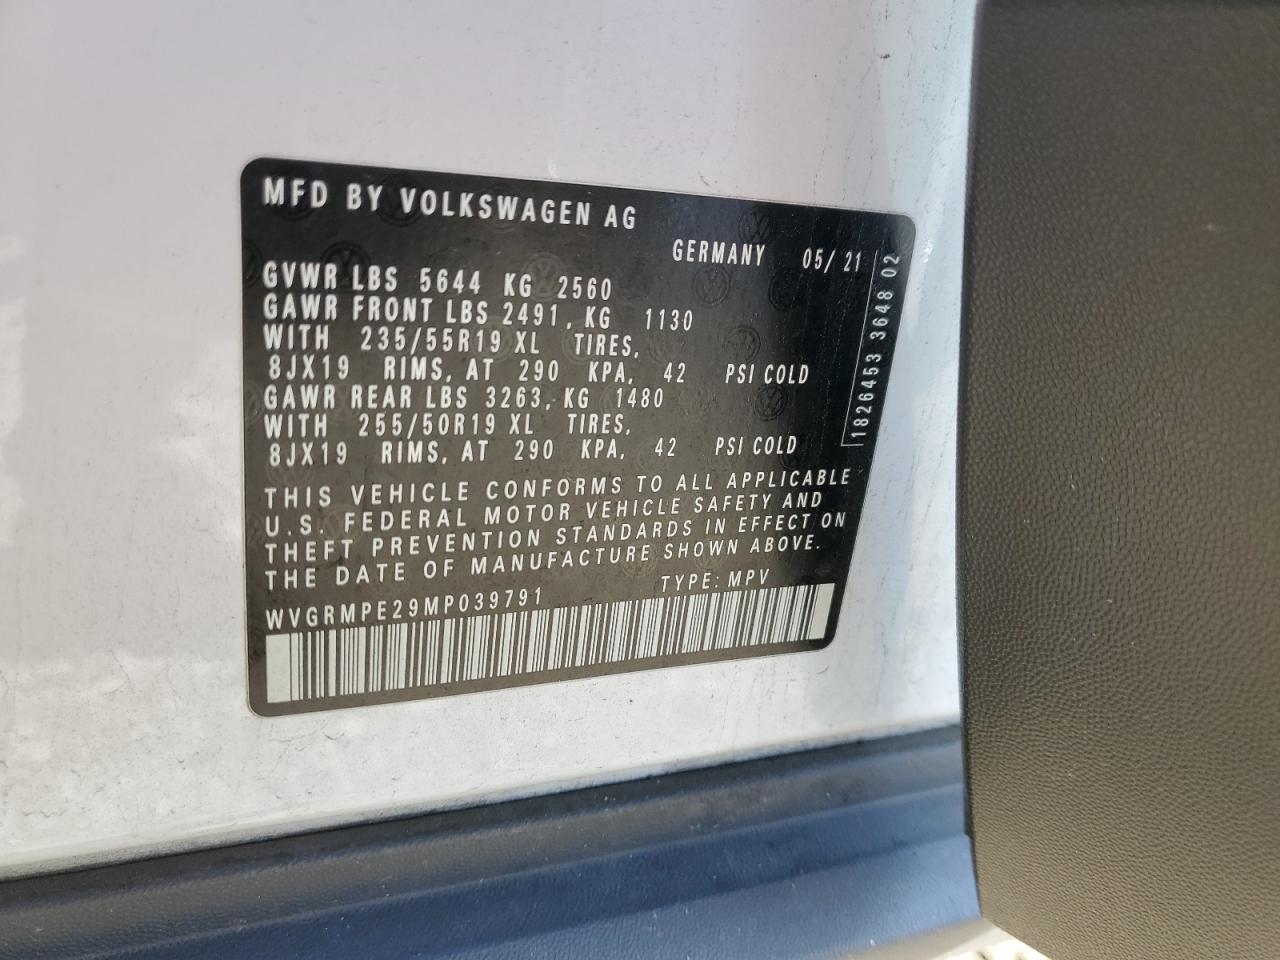 MFD BY VOLKSWAGEN AG
GERMANY 05/ 21
GVWR LBS 5644 KG 2560
GAWR FRONT LBS 2491, KG 1130
WITH 235/55R19 XL TIRES,
8JX19 RIMS, AT 290 KPA, 42 PSI COLD
GAWR REAR LBS 3263, KG 1480
WITH 255/50R19 XL TIRES,
8JX19 RIMS, AT 290 KPA, 42 PSI COLD
THIS VEHICLE CONFORMS TO ALL APPLICABLE
U.S. FEDERAL MOTOR VEHICLE SAFETY AND
THEFT PREVENTION STANDARDS IN EFFECT ON
THE DATE OF MANUFACTURE SHOWN ABOVE.
WVGRMPE29MP039791 TYPE: MPV
1826453 3648 02